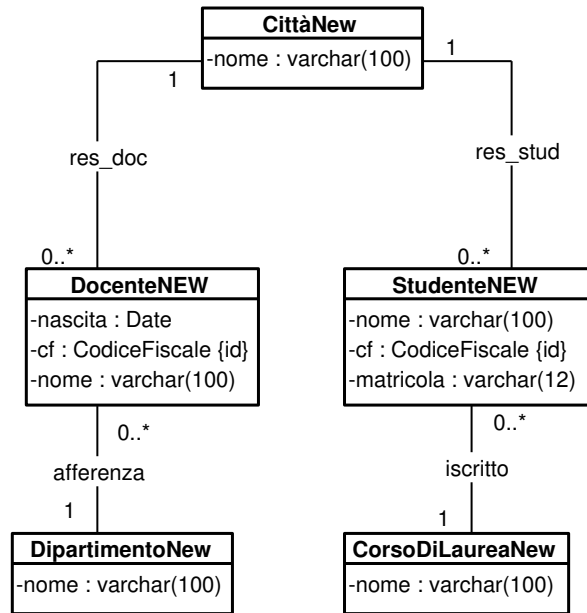 CittàNew
-nome : varchar(100)
1
1
res_doc
res_stud
0..*
0..*
DocenteNEW
-nascita : Date
-cf : CodiceFiscale {id}
-nome : varchar(100)
StudenteNEW
-nome : varchar(100)
-cf : CodiceFiscale {id}
-matricola : varchar(12)
0..*
0..*
afferenza
iscritto
1
1
DipartimentoNew
-nome : varchar(100)
CorsoDiLaureaNew
-nome : varchar(100)